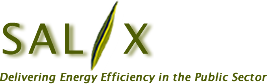 SALIX
Delivering Energy Efficiency in the Public Sector